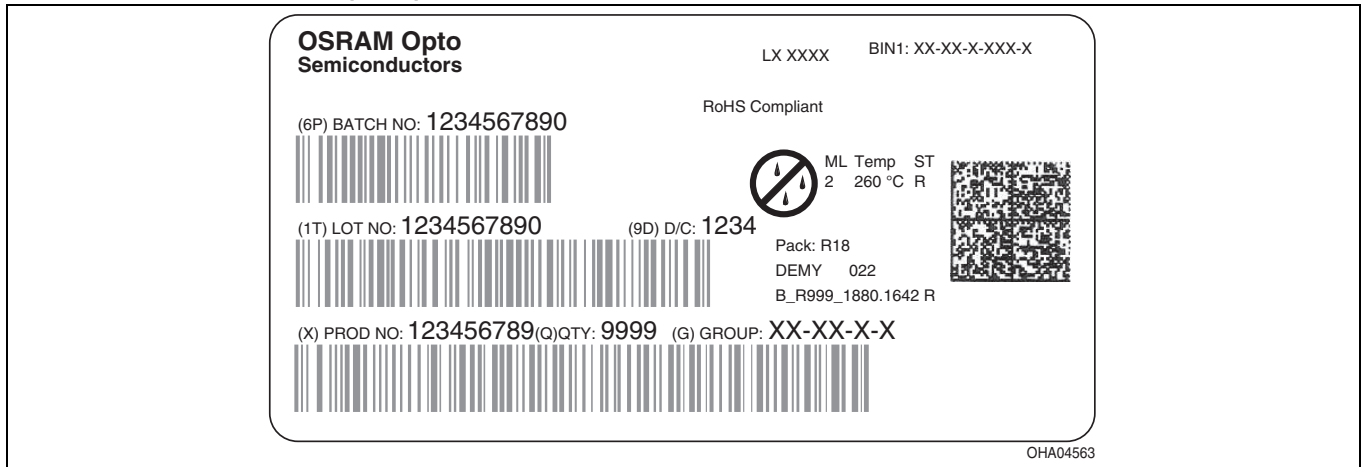 OSRAM Opto
Semiconductors
LX XXXX
BIN1: XX-XX-X-XXX-X
RoHS Compliant
(6P) BATCH NO: 1234567890
ML Temp ST
2 260 °C R
(1T) LOT NO: 1234567890
(9D) D/C: 1234
Pack: R18
DEMY 022
B_R999_1880.1642 R
(X) PROD NO: 123456789(Q)QTY: 9999 (G) GROUP: XX-XX-X-X
OHA04563